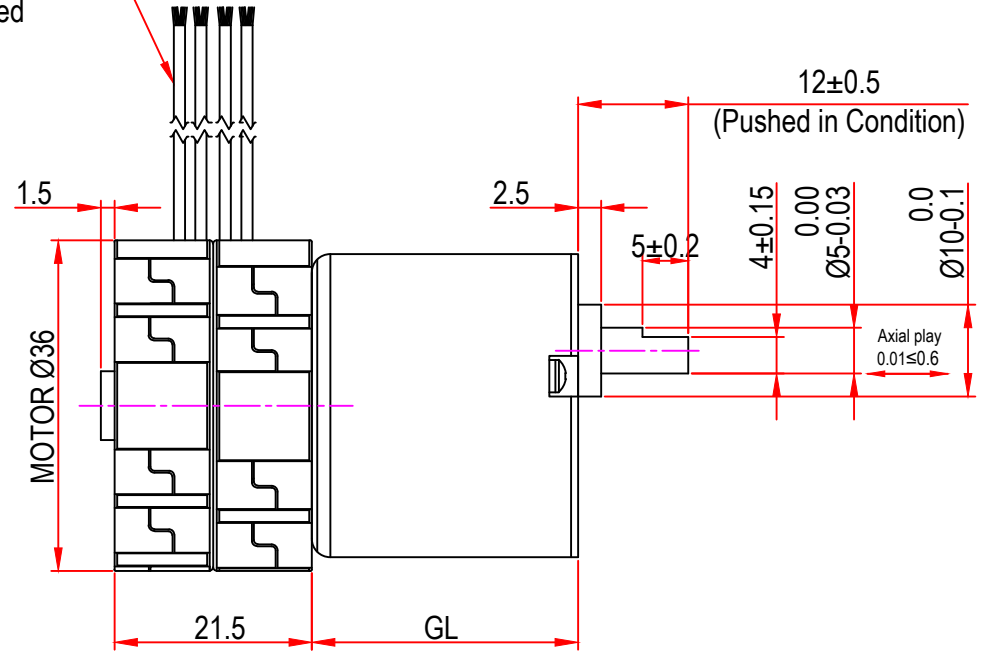 ed
12±0.5
(Pushed in Condition)
1.5
2.5
5±0.2
4±0.15
0.00
Ø5-0.03
0.0
Ø10-0.1
MOTOR Ø36
Axial play
0.01≤0.6
21.5
GL